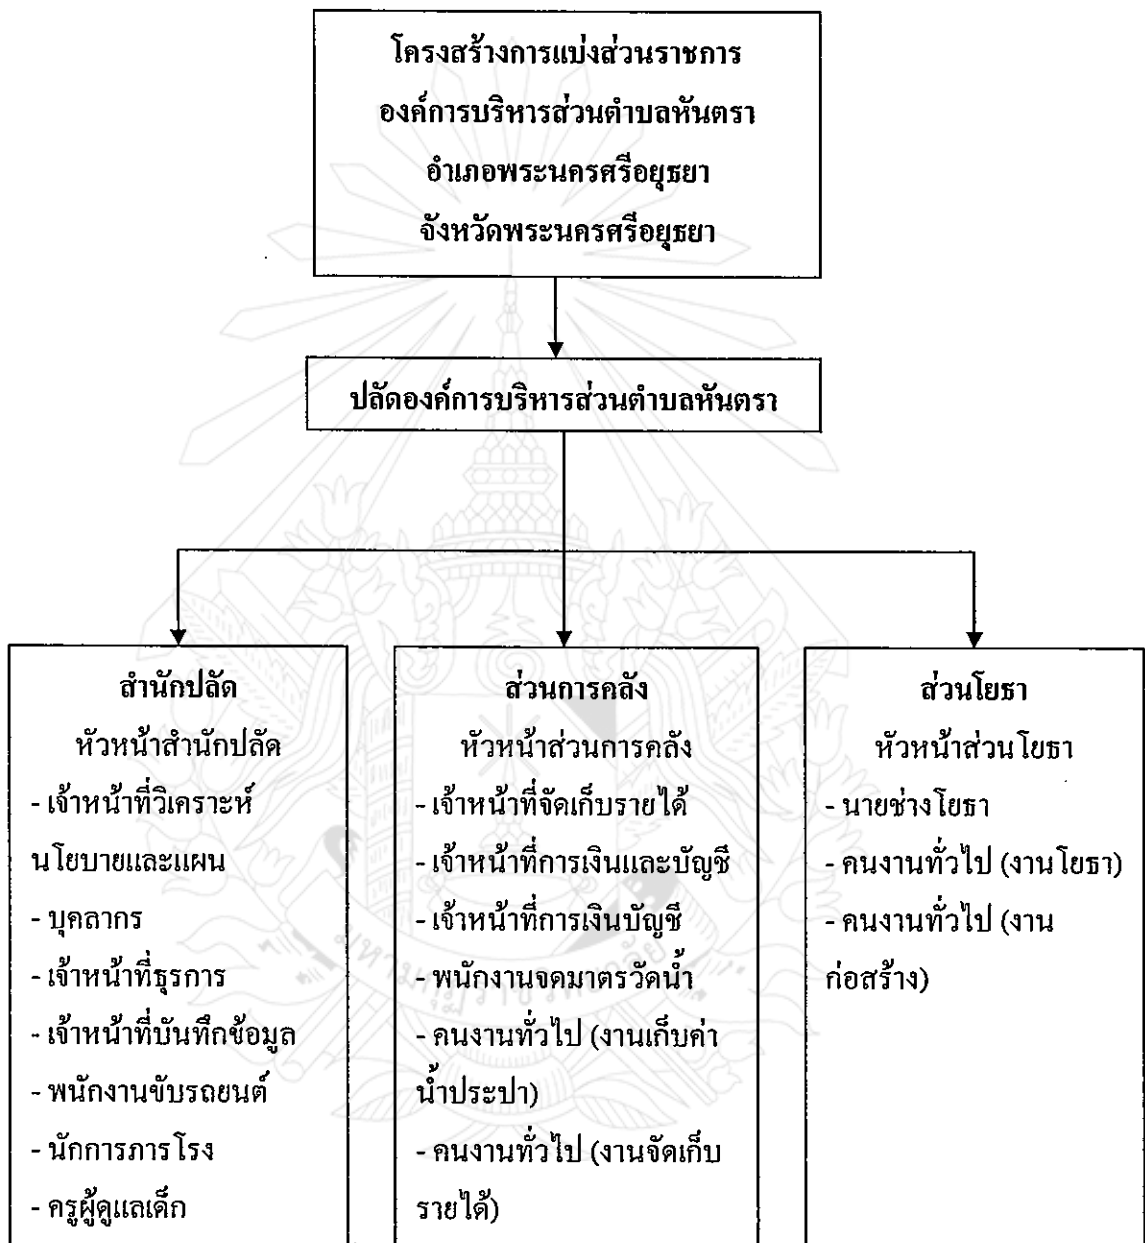 โครงสร้างการแบ่งส่วนราชการ
องค์การบริหารส่วนตำบลหันตรา
อำเภอพระนครศรีอยุธยา
จังหวัดพระนครศรีอยุธยา
ปลัดองค์การบริหารส่วนตำบลหันตรา
สำนักปลัด
หัวหน้าสำนักปลัด
- เจ้าหน้าที่วิเคราะห์
นโยบายและแผน
- บุคลากร
- เจ้าหน้าที่ธุรการ
- เจ้าหน้าที่บันทึกข้อมูล
- พนักงานขับรถยนต์
- นักการภารโรง
- ครูผู้ดูแลเด็ก
ส่วนการคลัง
หัวหน้าส่วนการคลัง
- เจ้าหน้าที่จัดเก็บรายได้
- เจ้าหน้าที่การเงินและบัญชี
- เจ้าหน้าที่การเงินบัญชี
- พนักงานจดมาตรวัดน้ำ
- คนงานทั่วไป (งานเก็บค่า
น้ำประปา)
- คนงานทั่วไป (งานจัดเก็บ
รายได้)
ส่วนโยธา
หัวหน้าส่วนโยธา
- นายช่างโยธา
- คนงานทั่วไป (งานโยธา)
- คนงานทั่วไป (งาน
ก่อสร้าง)